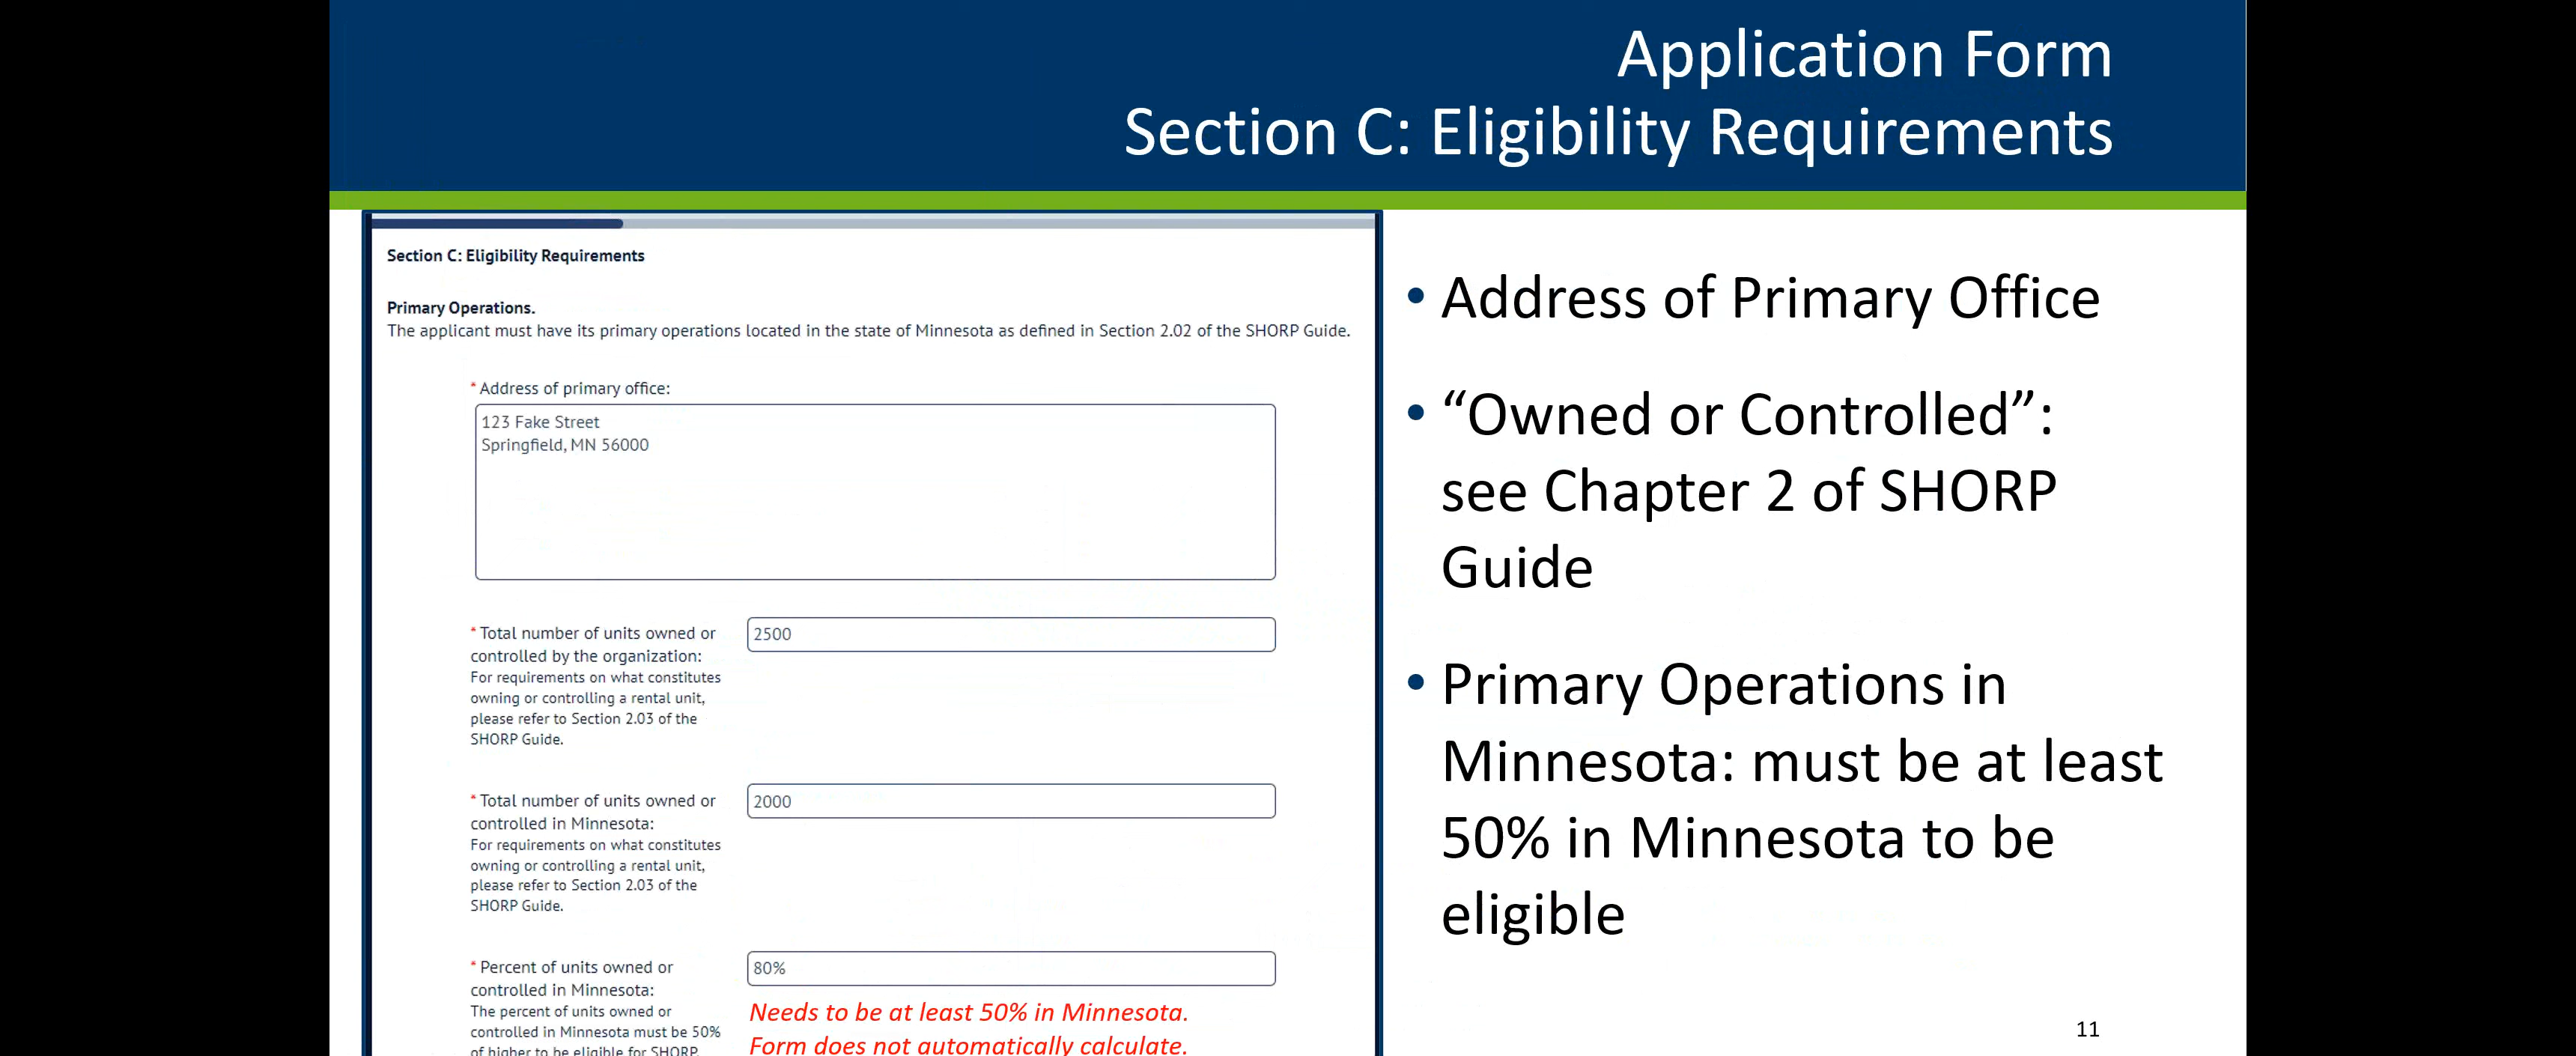 Application Form
Section C: Eligibility Requirements
Section C: Eligibility Requirements
Primary Operations.
The applicant must have its primary operations located in the state of Minnesota as defined in Section 2.02 of the SHORP Guide.
* Address of primary office:
123 Fake Street
Springfield, MN 56000
* Total number of units owned or
controlled by the organization:
For requirements on what constitutes
owning or controlling a rental unit,
please refer to Section 2.03 of the
SHORP Guide.
2500
* Total number of units owned or
controlled in Minnesota:
For requirements on what constitutes
owning or controlling a rental unit,
please refer to Section 2.03 of the
SHORP Guide.
2000
* Percent of units owned or
controlled in Minnesota:
The percent of units owned or
controlled in Minnesota must be 50%
of higher to be eligible for SHORP.
80%
Needs to be at least 50% in Minnesota.
Form does not automatically calculate.
• Address of Primary Office
• “Owned or Controlled”:
see Chapter 2 of SHORP
Guide
• Primary Operations in
Minnesota: must be at least
50% in Minnesota to be
eligible
11